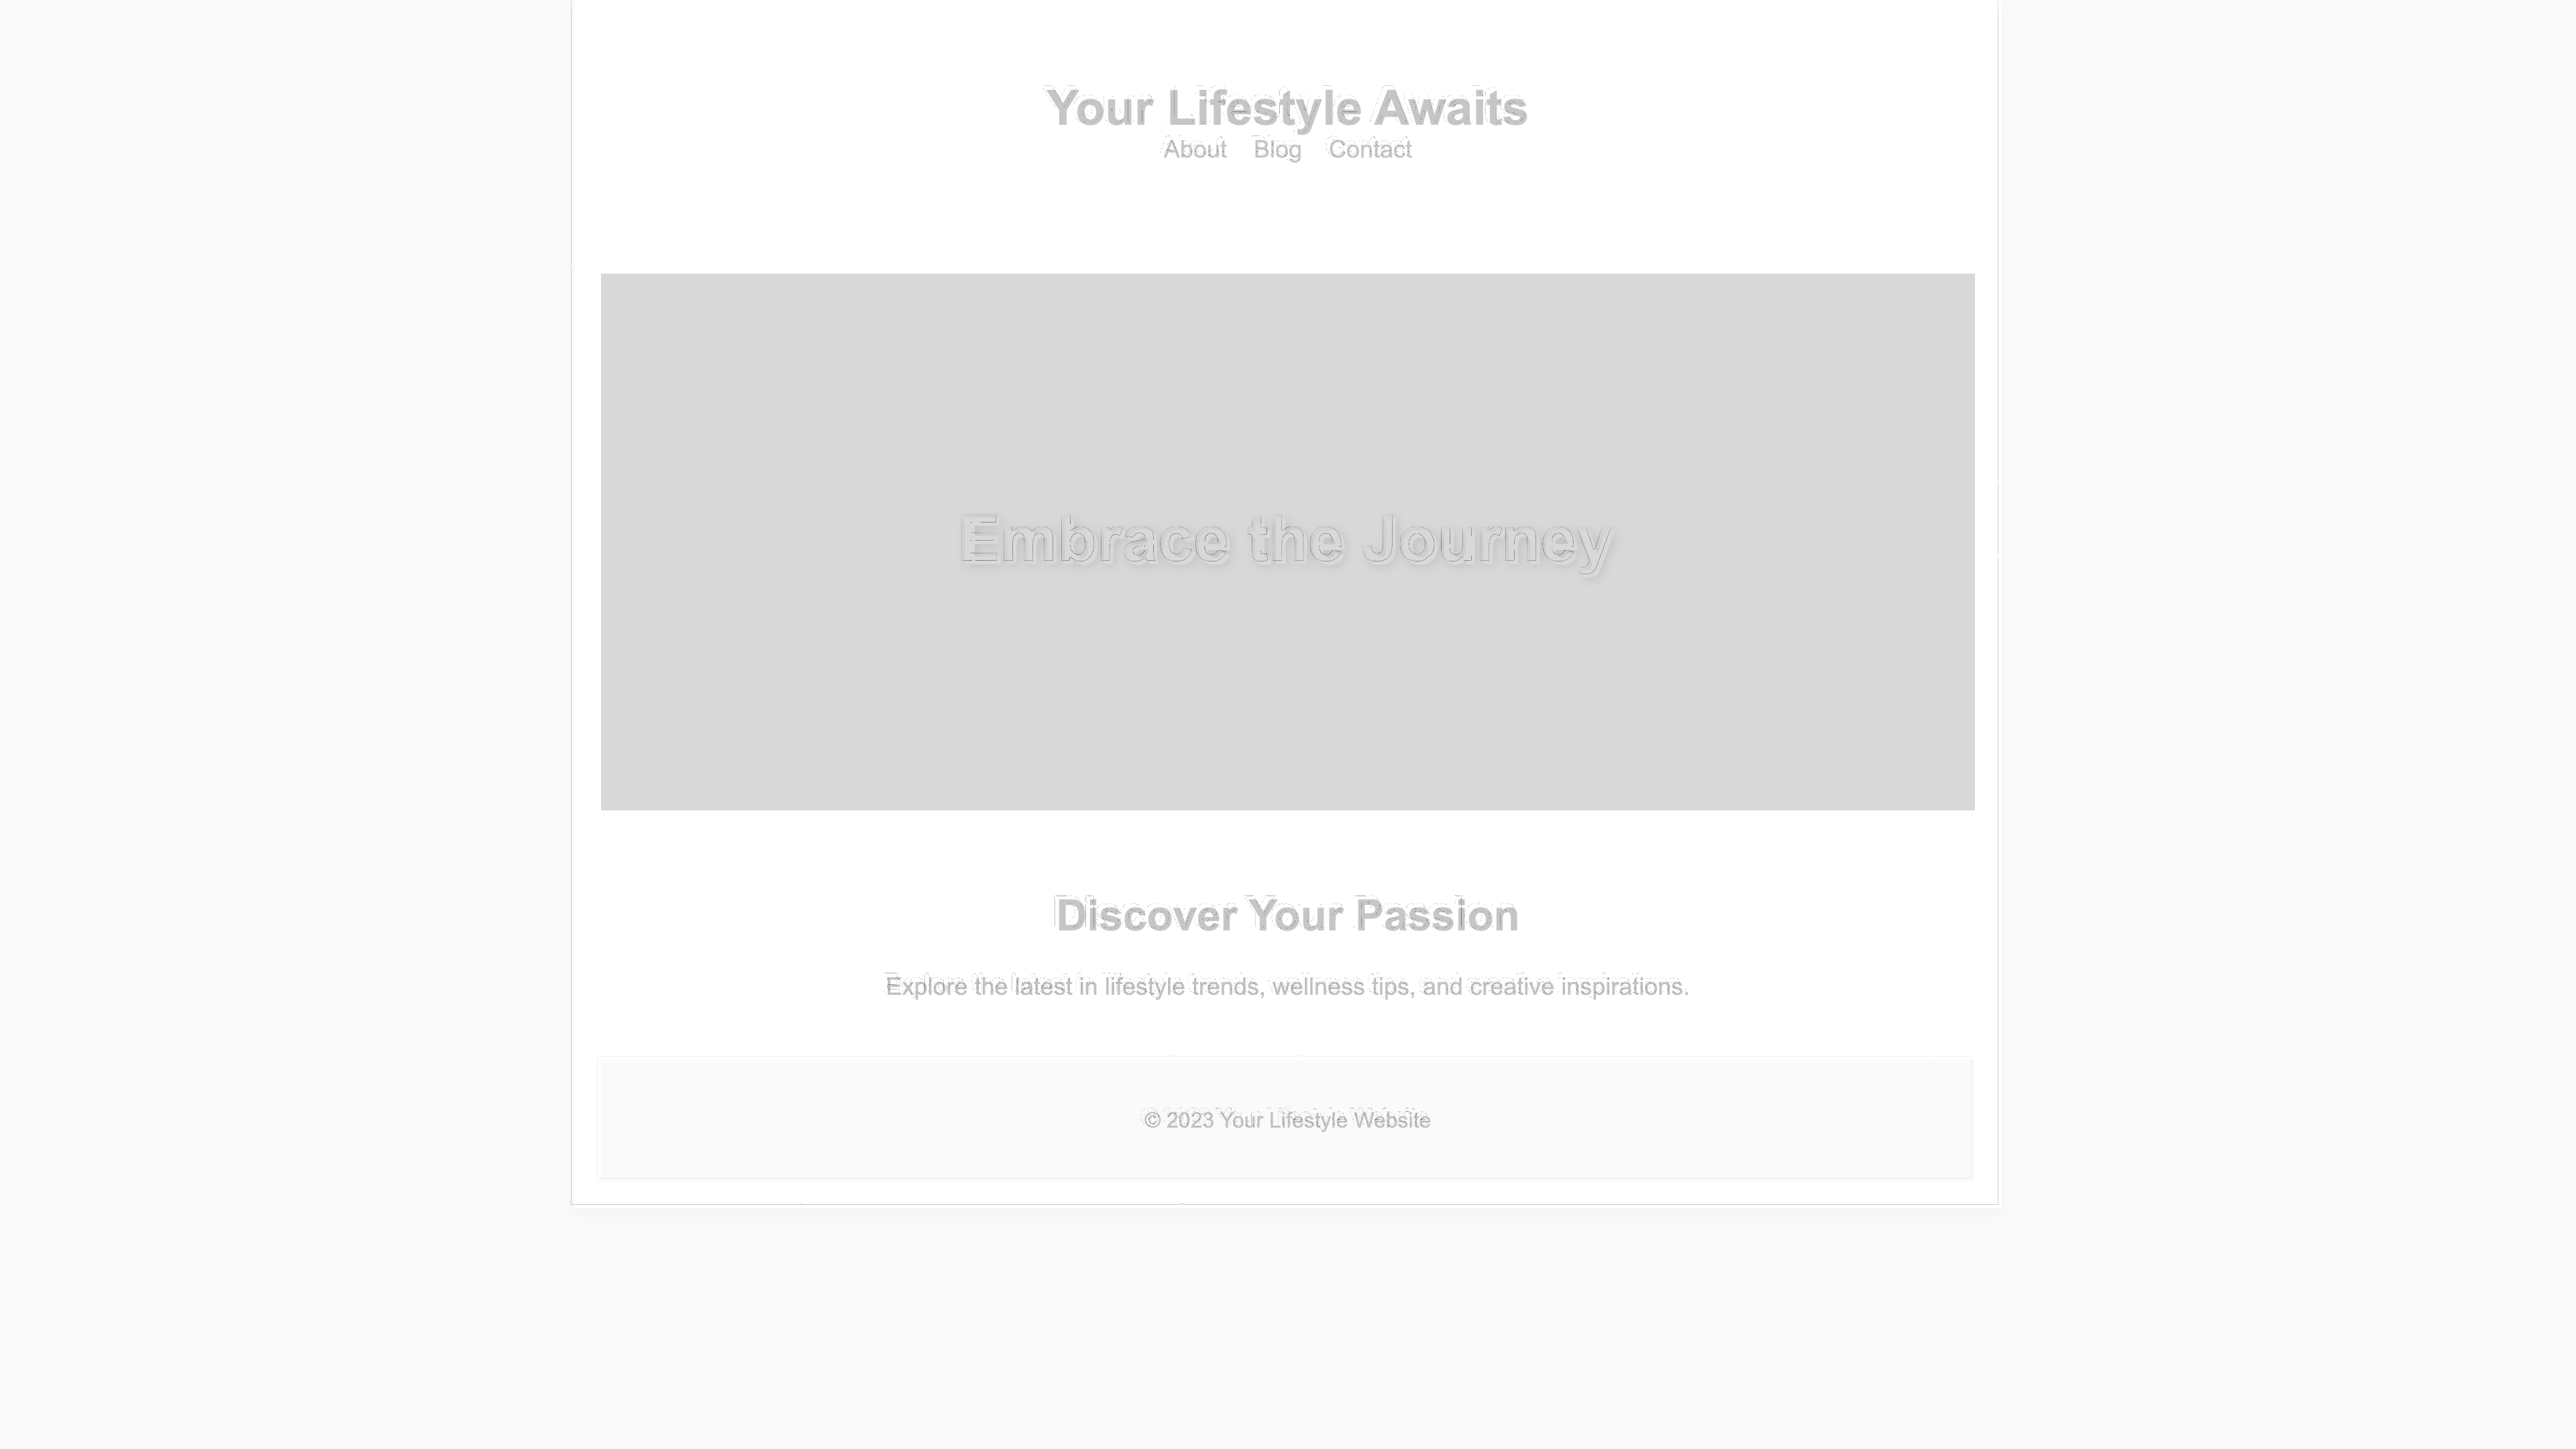 Your Lifestyle Awaits
About Blog Contact
Embrace the Journey
Discover Your Passion
Explore the latest in lifestyle trends, wellness tips, and creative inspirations.
© 2023 Your Lifestyle Website